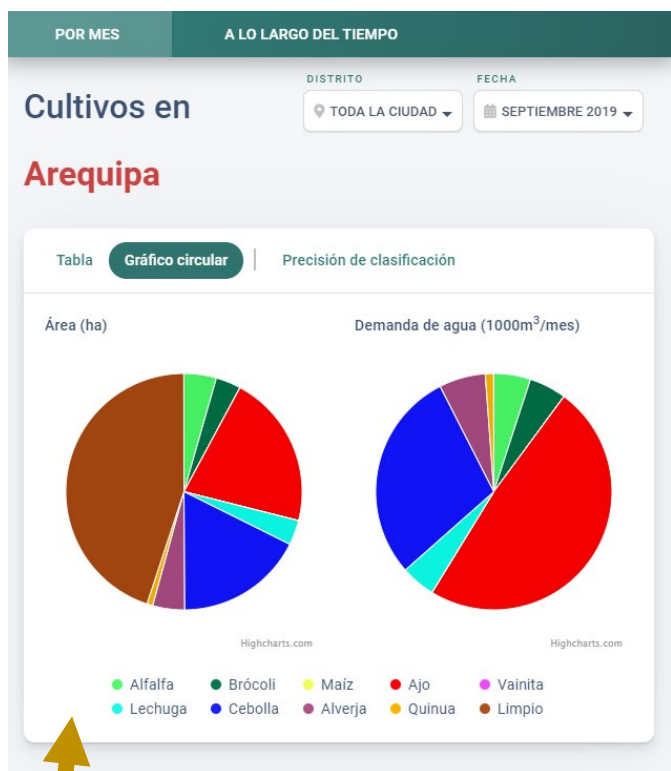 POR MES
A LO LARGO DEL TIEMPO
Cultivos en
Arequipa
DISTRITO
TODA LA CIUDAD
FECHA
SEPTIEMBRE 2019
Tabla
Gráfico circular
Precisión de clasificación
Área (ha)
Demanda de agua (1000m³/mes)
Highcharts.com
Highcharts.com
Alfalfa
Brócoli
Maíz
Ajo
Vainita
Lechuga
Cebolla
Alverja
Quinua
Limpio